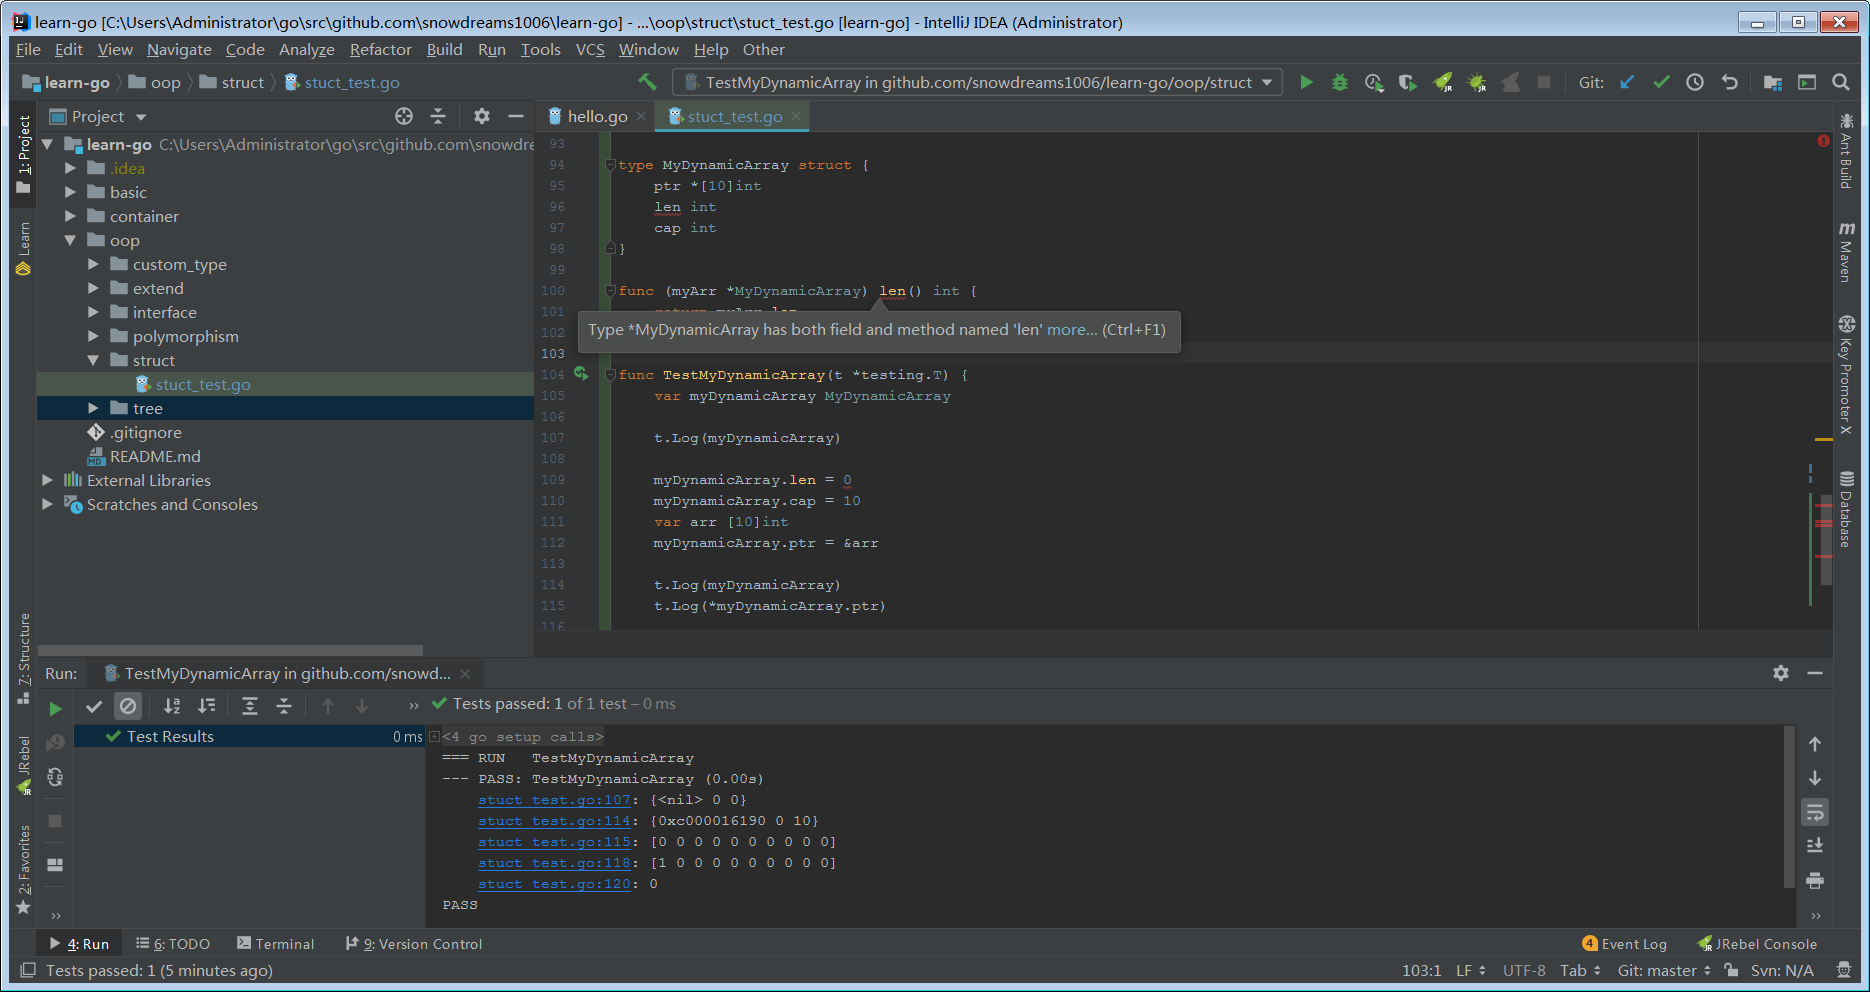 learn-go [C:\Users\Administrator\go\src\github.com\snowdreams1006\learn-go] - ...\oop\struct\stuct_test.go [learn-go] - IntelliJ IDEA (Administrator)
File Edit View Navigate Code Analyze Refactor Build Run Tools VCS Window Help Other
learn-go oop struct stuct_test.go
TestMyDynamicArray in github.com/snowdreams1006/learn-go/oop/struct
Git:
Project
hello.go
stuct_test.go
1: Project
Learn
Z: Structure
JRebel
2: Favorites
learn-go C:\Users\Administrator\go\src\github.com\snowdre
.idea
basic
container
oop
custom_type
extend
interface
polymorphism
struct
stuct_test.go
tree
.gitignore
README.md
External Libraries
Scratches and Consoles
93
94 type MyDynamicArray struct {
95 ptr *[10]int
96 len int
97 cap int
98 }
99
100 func (myArr *MyDynamicArray) len() int {
101
102
Type *MyDynamicArray has both field and method named 'len' more... (Ctrl+F1)
103
104 func TestMyDynamicArray(t *testing.T) {
105 var myDynamicArray MyDynamicArray
106
107 t.Log(myDynamicArray)
108
109 myDynamicArray.len = 0
110 myDynamicArray.cap = 10
111 var arr [10]int
112 myDynamicArray.ptr = &arr
113
114 t.Log(myDynamicArray)
115 t.Log(*myDynamicArray.ptr)
116
Ant Build
m
Maven
Key Promoter X
Database
Run: TestMyDynamicArray in github.com/snowd...
Tests passed: 1 of 1 test – 0 ms
Test Results 0 ms
<4 go setup calls>
=== RUN   TestMyDynamicArray
--- PASS: TestMyDynamicArray (0.00s)
stuct_test.go:107: {<nil> 0 0}
stuct_test.go:114: {0xc000016190 0 10}
stuct_test.go:115: [0 0 0 0 0 0 0 0 0 0]
stuct_test.go:118: [1 0 0 0 0 0 0 0 0 0]
stuct_test.go:120: 0
PASS
4: Run 6: TODO Terminal 9: Version Control
4 Event Log JRebel Console
Tests passed: 1 (5 minutes ago)
103:1 LF UTF-8 Tab Git: master Svn: N/A